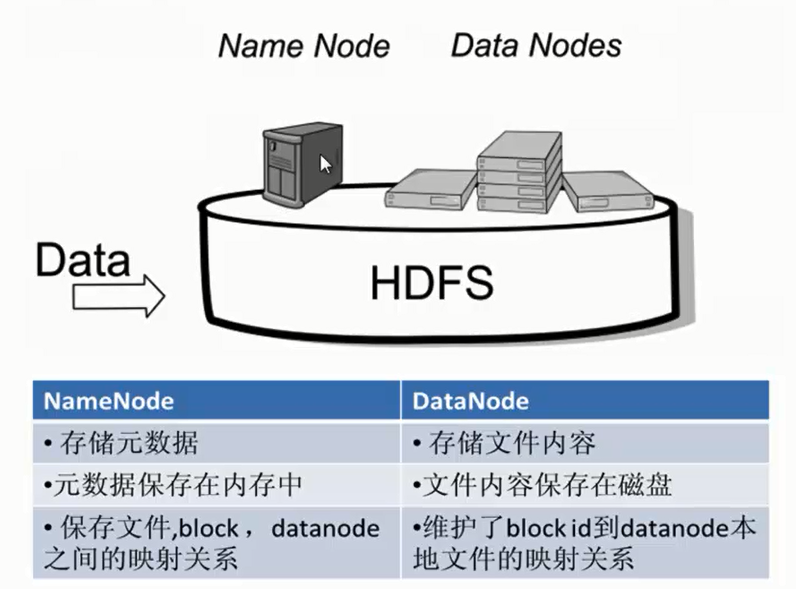 Name Node
Data Nodes
Data
HDFS
NameNode
DataNode
• 存储元数据
• 存储文件内容
•元数据保存在内存中
•文件内容保存在磁盘
• 保存文件,block ，datanode
之间的映射关系
•维护了block id到datanode本
地文件的映射关系